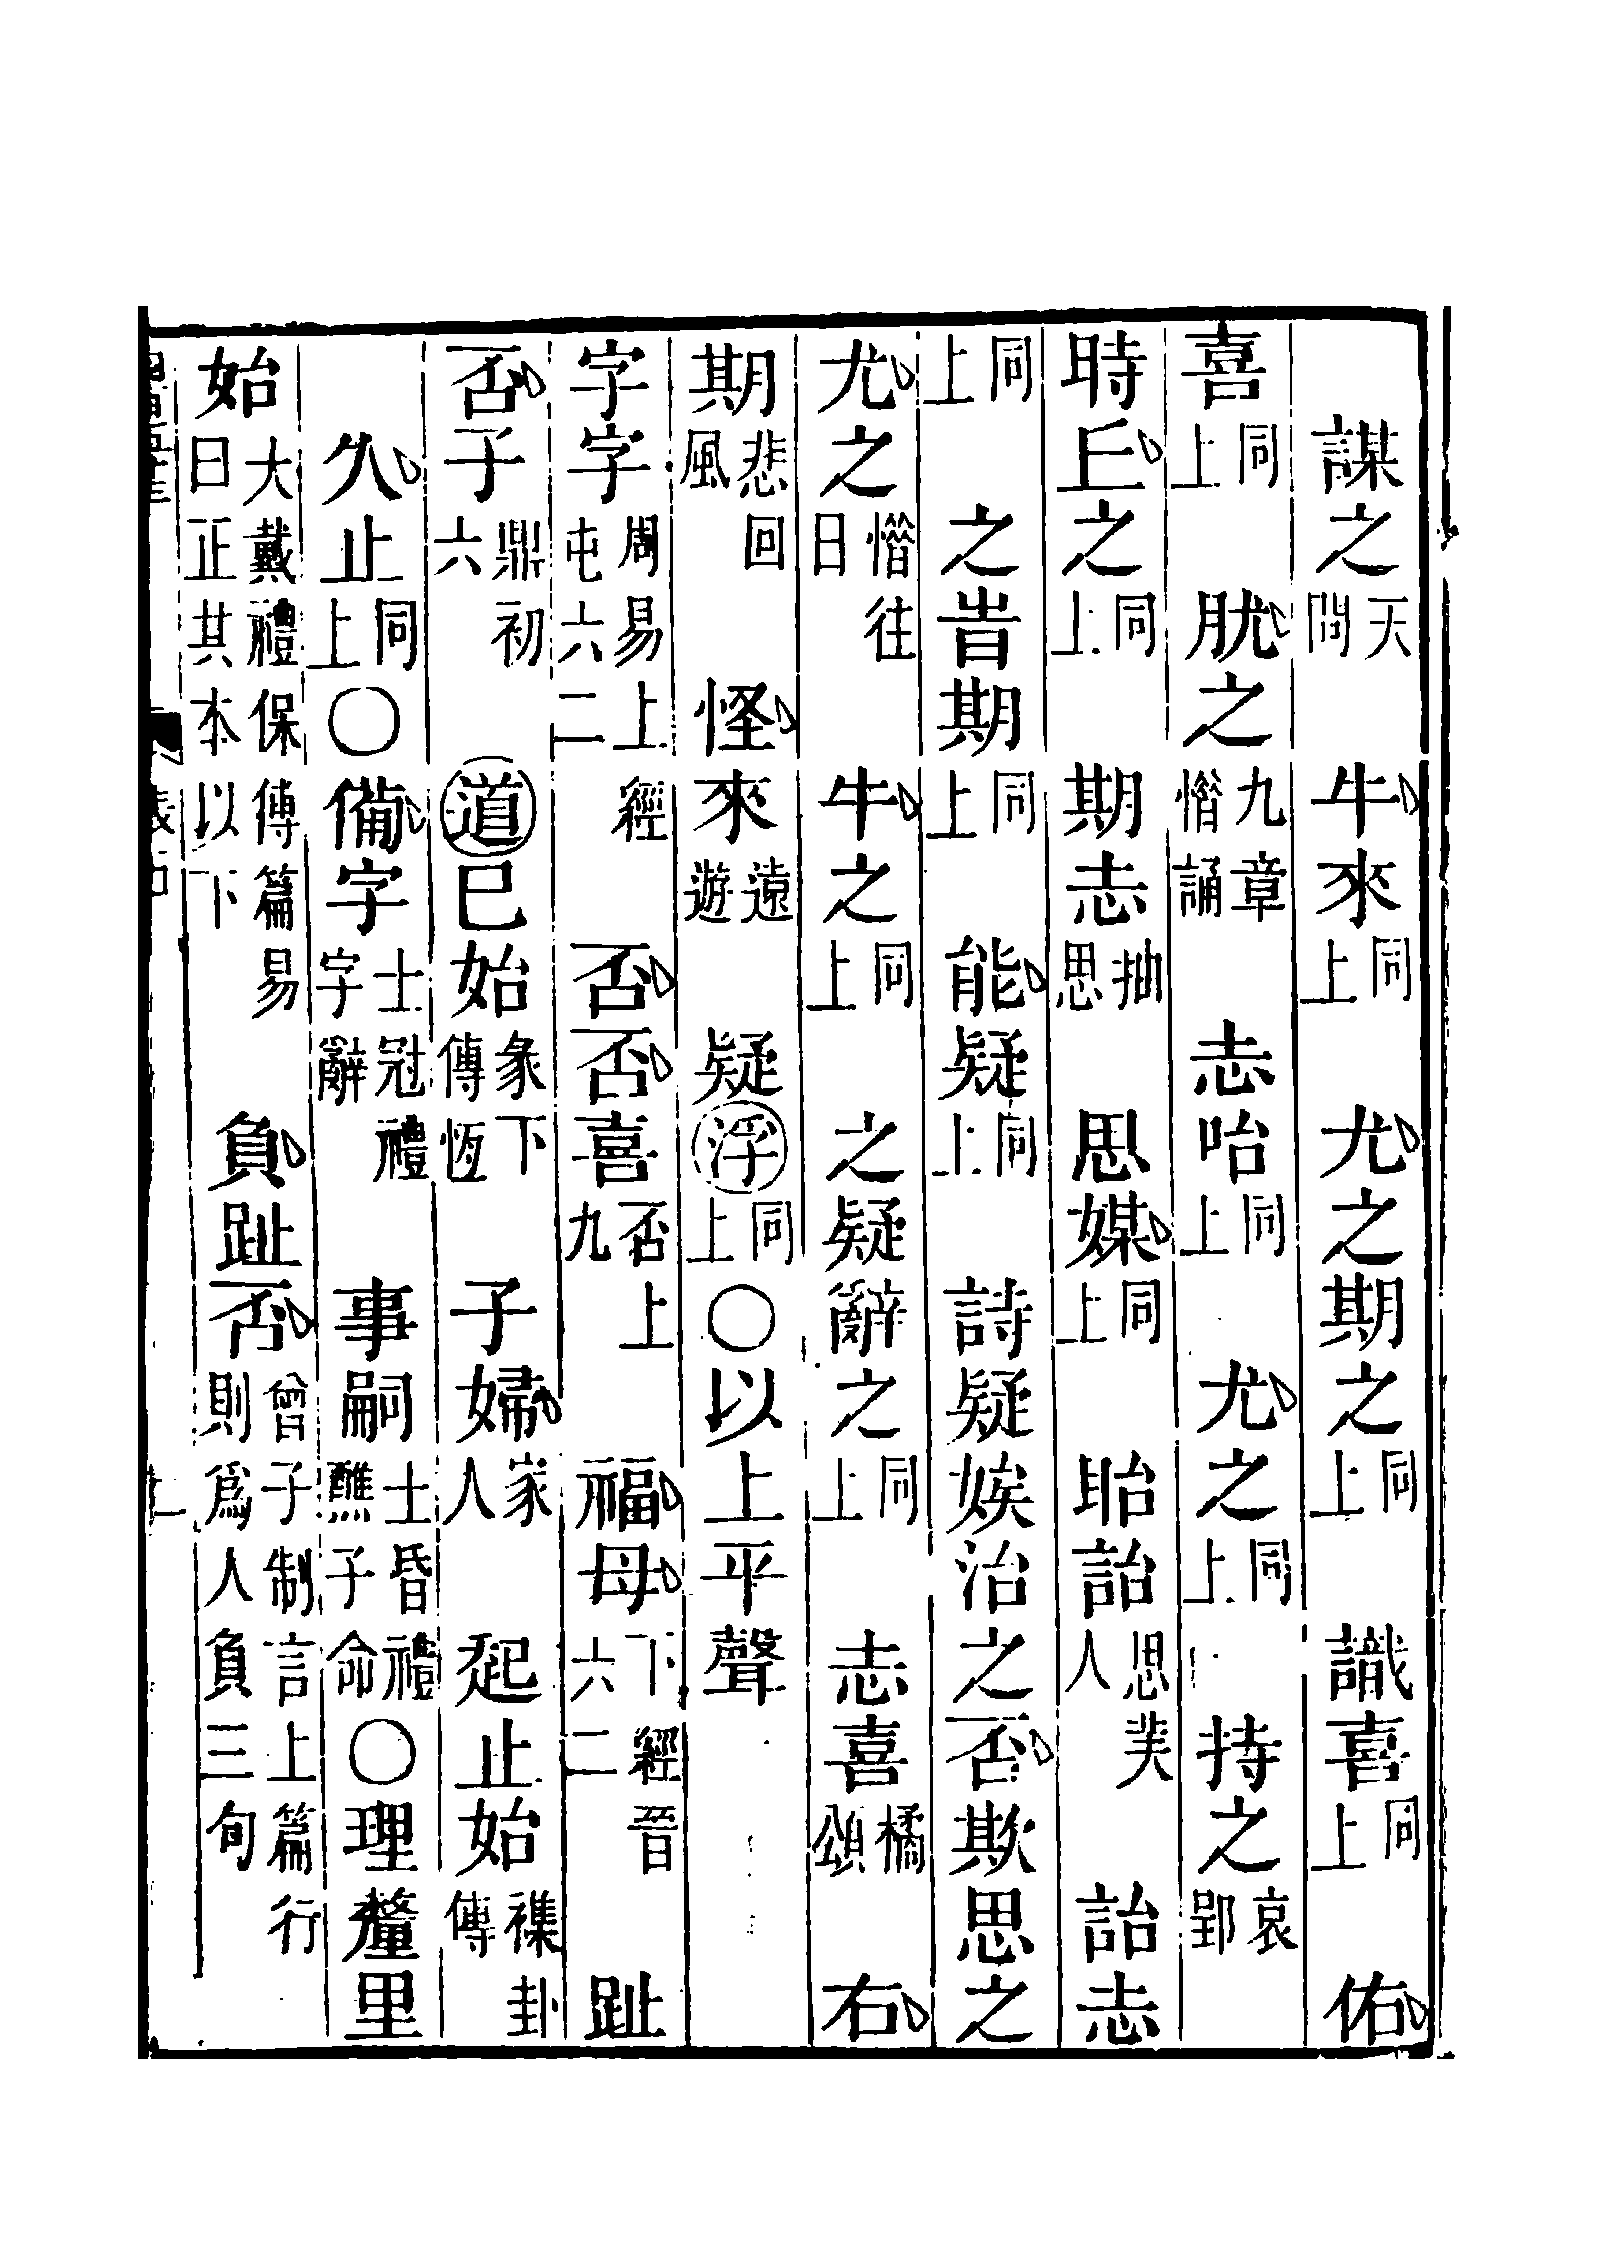 謀之天問　牛來同上　尤之期之同上　識喜同上　佑
喜同上　肬之九章惜誦　志咍同上　尤之同上　持之哀郢
時丘之同上　期志抽思　思媒同上　眙詒思美人　詒志
同上　之旹期同上　能疑同上　詩疑娭治之否欺思之
尤之惜往日　牛之同上　之疑辭之同上　志喜橘頌　右
期悲回風　怪來遠遊　疑浮同上〇以上平聲
字字周易上經屯六二　否否喜否上九　福母下經晉六二　趾
否子鼎初六　道已始彖下傳恆　子婦家人　起止始襍卦傳
久止同上〇備字士冠禮字辭　事嗣士昏禮醮子命〇理釐里
始大戴禮保傅篇易曰正其本以下　負趾否曾子制言上篇行則爲人負三句